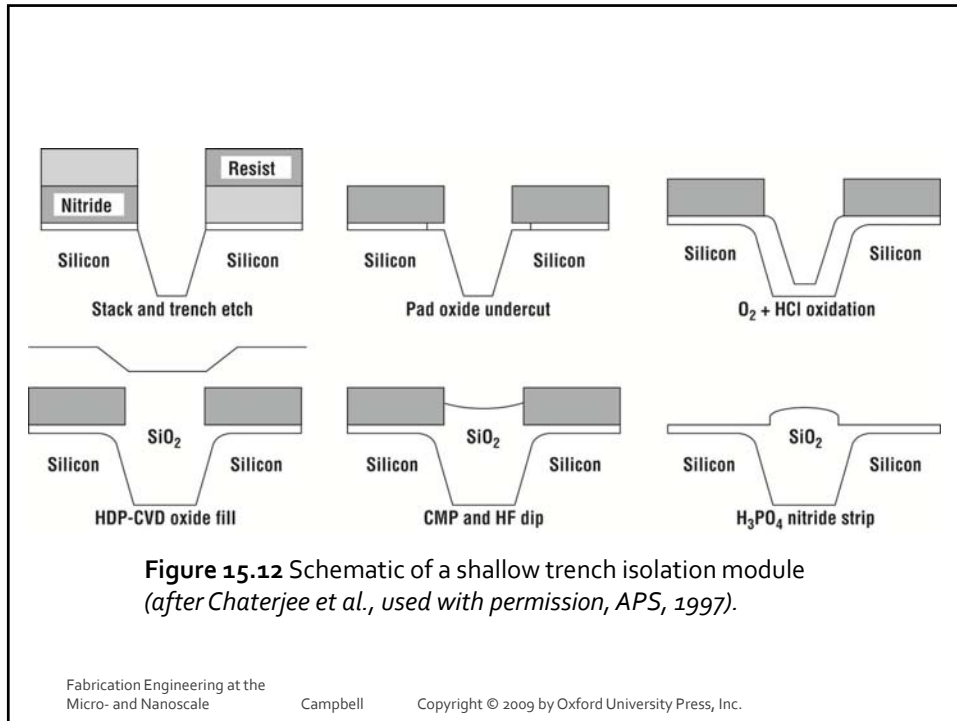 Resist
Nitride
Silicon Silicon
Stack and trench etch
Silicon Silicon
Pad oxide undercut
Silicon Silicon
O₂ + HCl oxidation
SiO₂
Silicon Silicon
HDP-CVD oxide fill
SiO₂
Silicon Silicon
CMP and HF dip
SiO₂
Silicon Silicon
H₃PO₄ nitride strip
Figure 15.12 Schematic of a shallow trench isolation module
(after Chaterjee et al., used with permission, APS, 1997).
Fabrication Engineering at the
Micro- and Nanoscale Campbell Copyright © 2009 by Oxford University Press, Inc.